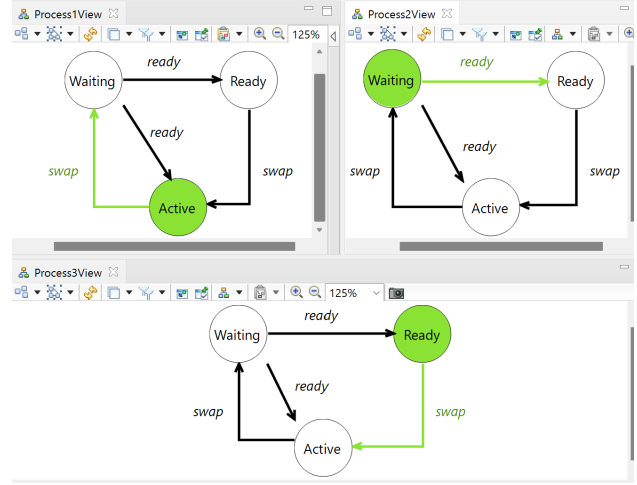 Process1View
125%
ready
Waiting
Ready
ready
swap
swap
Active
Process2View
ready
Waiting
Ready
ready
swap
swap
Active
Process3View
125%
ready
Waiting
Ready
ready
swap
swap
Active